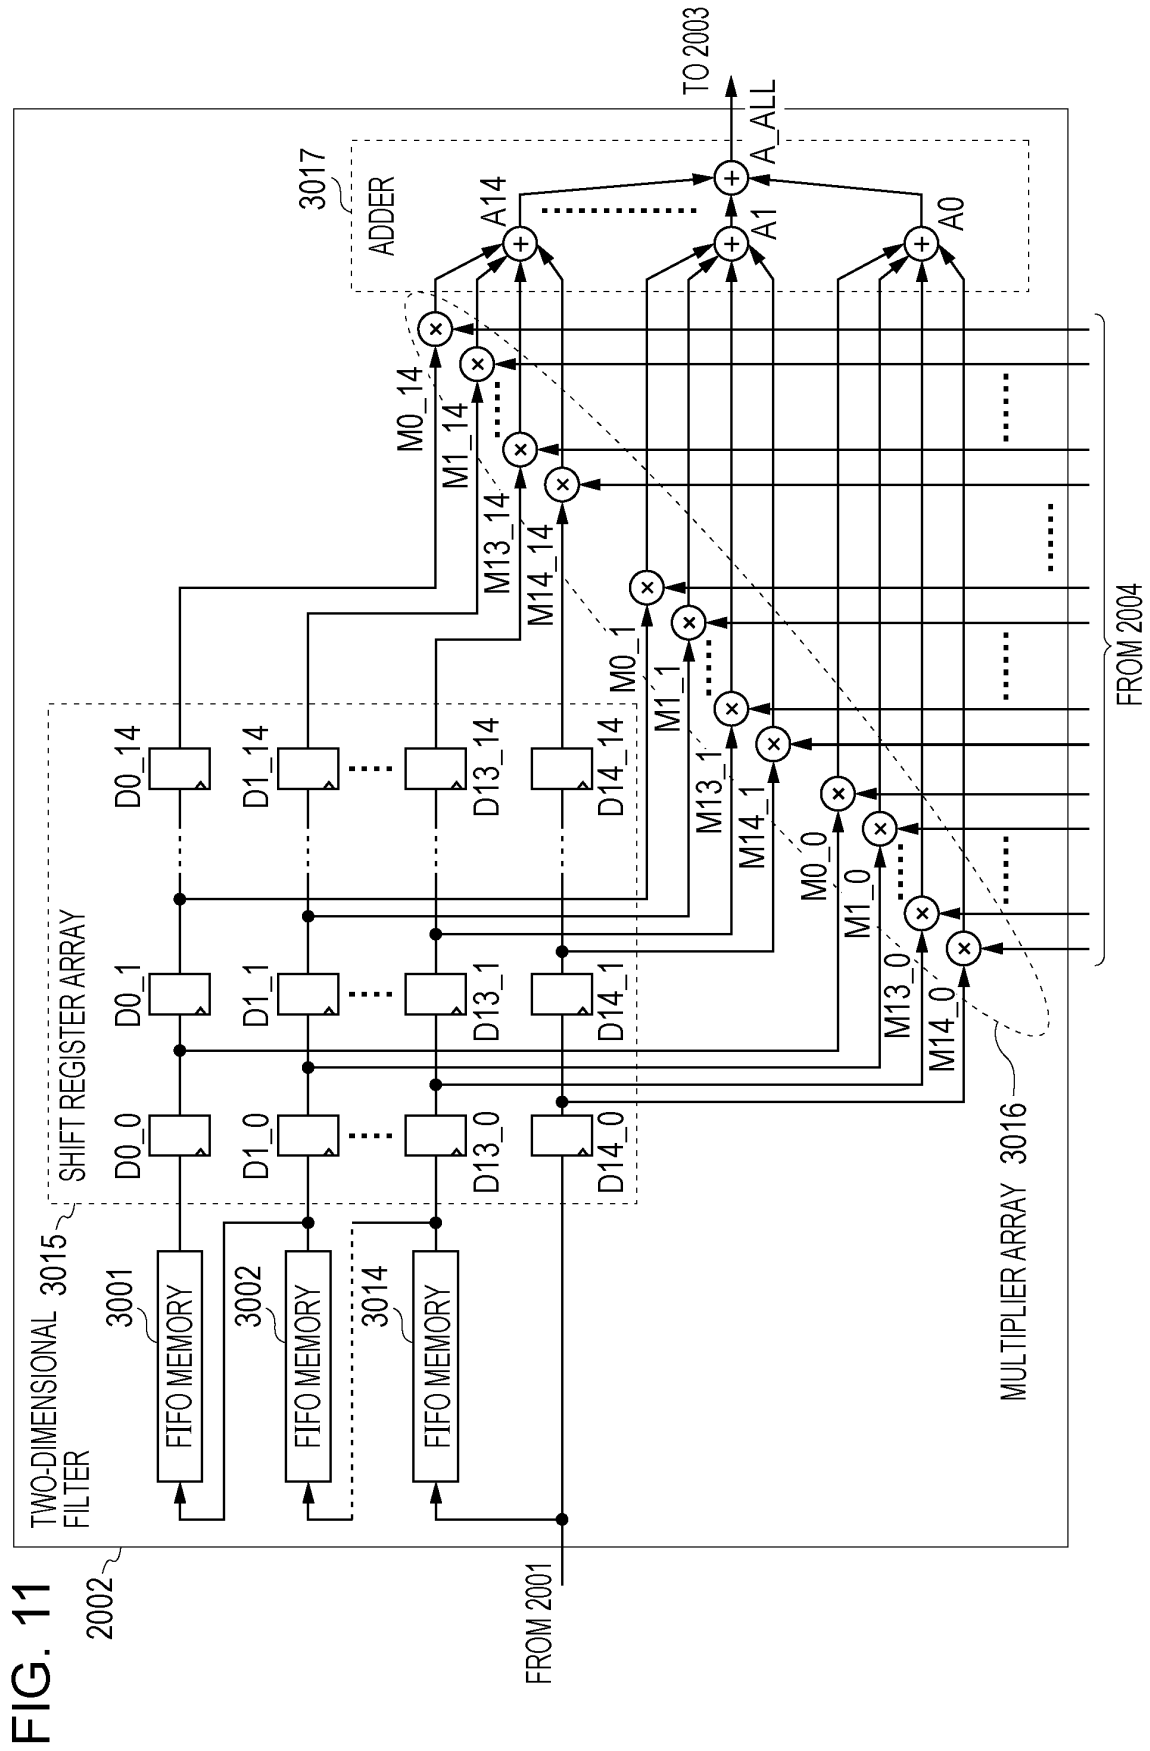 FIG. 11
2002
TWO-DIMENSIONAL
FILTER
3015
SHIFT REGISTER ARRAY
3001
FIFO MEMORY
3002
FIFO MEMORY
3014
FIFO MEMORY
FROM 2001
D0_0
D0_1
D0_14
D1_0
D1_1
D1_14
D13_0
D13_1
D13_14
D14_0
D14_1
D14_14
M0_14
M1_14
M13_14
M14_14
M0_1
M1_1
M13_1
M14_1
M0_0
M1_0
M13_0
M14_0
MULTIPLIER ARRAY 3016
3017
ADDER
A14
A1
A0
A_ALL
TO 2003
FROM 2004